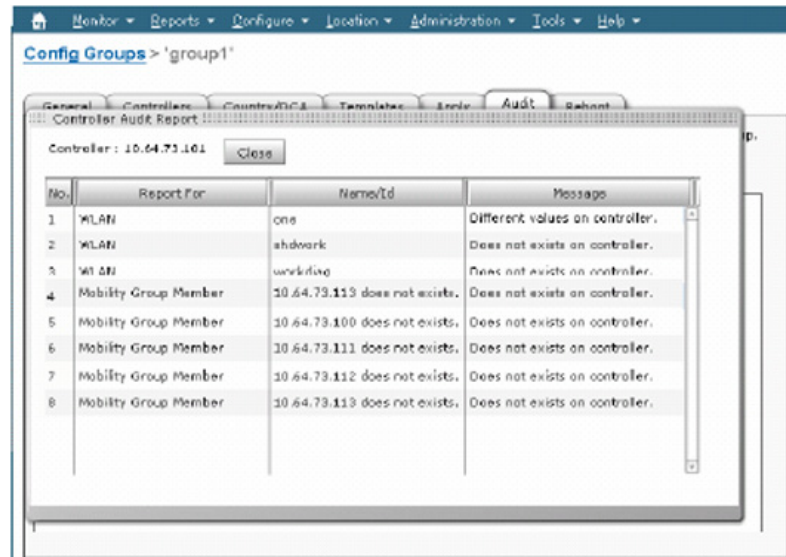 Monitor Reports Configure Location Administration Tools Help
Config Groups > 'group1'
General Controllers Country/DCA Templates Apply Audit Reboot
Controller Audit Report
Controller : 10.64.73.101 Close
No. Report For Name/Id Message
1 WLAN one Different values on controller.
2 WLAN Does not exists on controller.
3 WLAN workdiag Does not exists on controller.
4 Mobility Group Member 10.64.73.113 does not exists. Does not exists on controller.
5 Mobility Group Member 10.64.73.100 does not exists. Does not exists on controller.
6 Mobility Group Member 10.64.73.111 does not exists. Does not exists on controller.
7 Mobility Group Member 10.64.73.112 does not exists. Does not exists on controller.
8 Mobility Group Member 10.64.73.113 does not exists. Does not exists on controller.